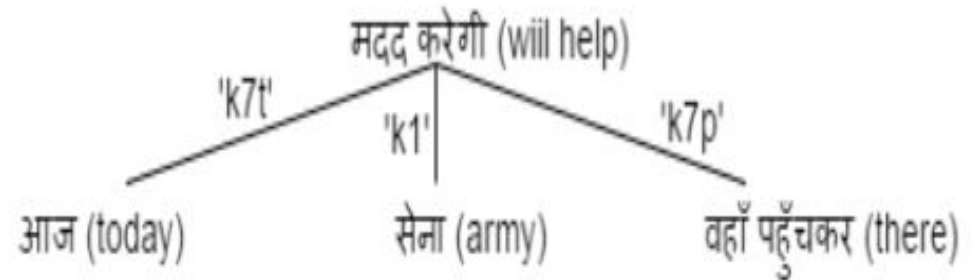 मदद करेगी (wiil help)
'k7t' 'k1' 'k7p'
आज (today) सेना (army) वहाँ पहुँचकर (there)